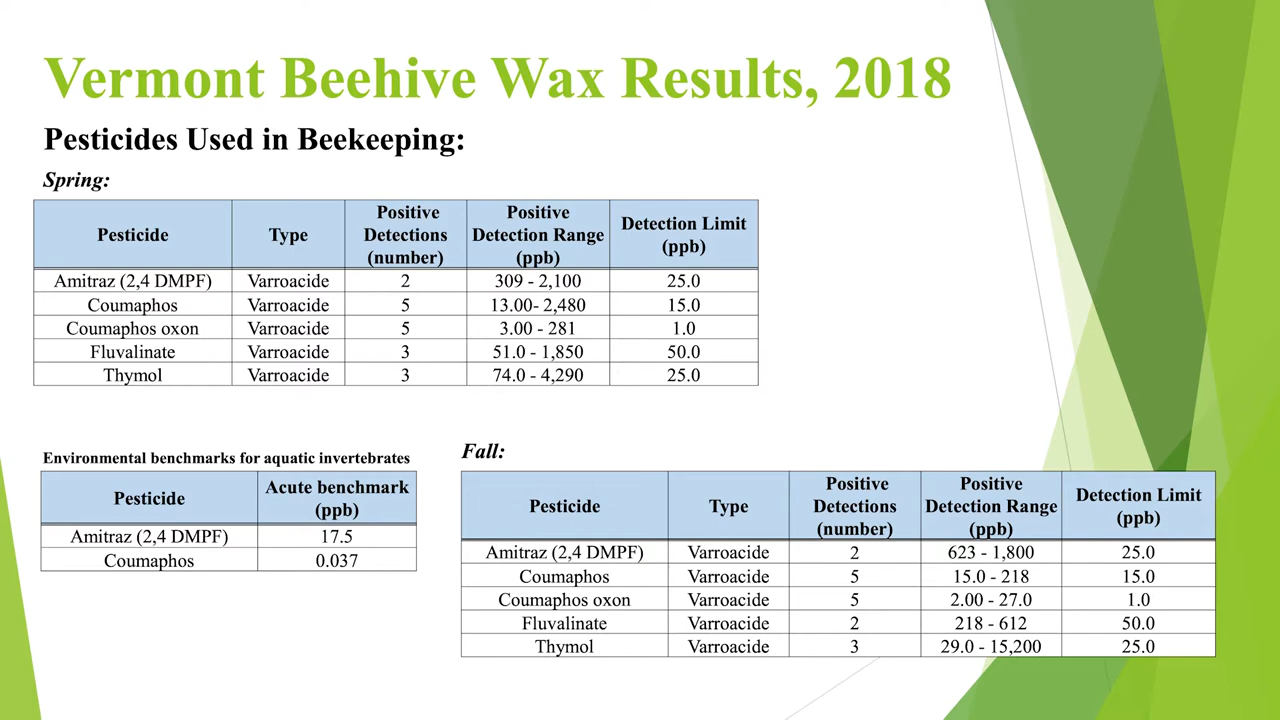 Vermont Beehive Wax Results, 2018
Pesticides Used in Beekeeping:
Spring:
Pesticide Type Positive Detections (number) Positive Detection Range (ppb) Detection Limit (ppb)
Amitraz (2,4 DMPF) Varroacide 2 309 - 2,100 25.0
Coumaphos Varroacide 5 13.00- 2,480 15.0
Coumaphos oxon Varroacide 5 3.00 - 281 1.0
Fluvalinate Varroacide 3 51.0 - 1,850 50.0
Thymol Varroacide 3 74.0 - 4,290 25.0
Environmental benchmarks for aquatic invertebrates
Pesticide Acute benchmark (ppb)
Amitraz (2,4 DMPF) 17.5
Coumaphos 0.037
Fall:
Pesticide Type Positive Detections (number) Positive Detection Range (ppb) Detection Limit (ppb)
Amitraz (2,4 DMPF) Varroacide 2 623 - 1,800 25.0
Coumaphos Varroacide 5 15.0 - 218 15.0
Coumaphos oxon Varroacide 5 2.00 - 27.0 1.0
Fluvalinate Varroacide 2 218 - 612 50.0
Thymol Varroacide 3 29.0 - 15,200 25.0